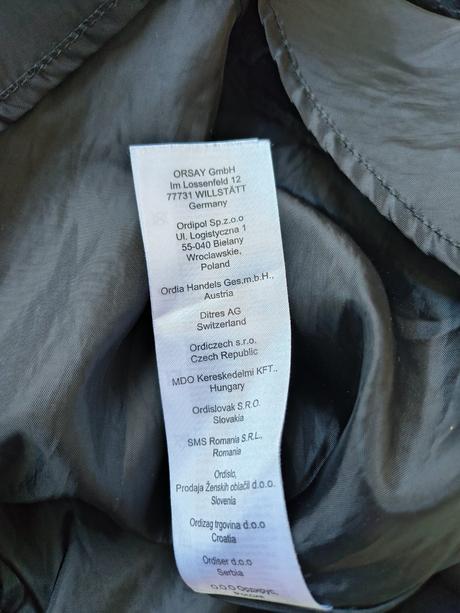 ORSAY GmbH
Im Lossenfeld 12
77731 WILLSTÄTT
Germany
Ordipol Sp.z.o.o
Ul. Logistyczna 1
55-040 Bielany
Wroclawskie,
Poland
Ordia Handels Ges.m.b.H.,
Austria
Ditres AG
Switzerland
Ordiczech s.r.o.
Czech Republic
MDO Kereskedelmi KFT.,
Hungary
Ordislovak S.R.O.
Slovakia
SMS Romania S.R.L.,
Romania
Ordislo,
Prodaja Ženskih oblačil d.o.o.
Slovenia
Ordizag trgovina d.o.o
Croatia
Ordiser d.o.o
Serbia
О.О.О